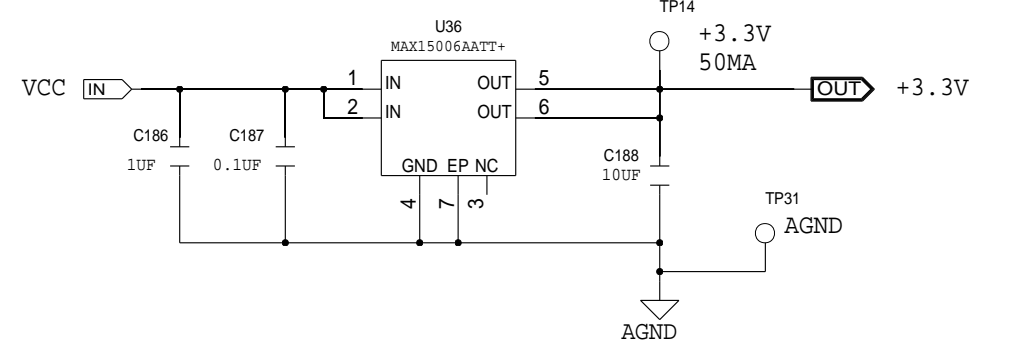 TP14
U36
MAX15006AATT+
+3.3V
50MA
VCC IN
1 IN OUT 5
OUT +3.3V
2 IN OUT 6
C186
1UF
C187
0.1UF
GND EP NC
4 7 3
C188
10UF
TP31
AGND
AGND